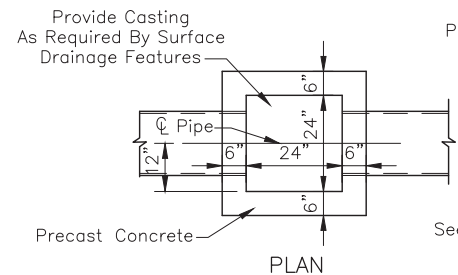 Provide Casting
As Required By Surface
Drainage Features
P
6"
℄ Pipe
24"
12"
6"
24"
6"
6"
Precast Concrete
See
PLAN